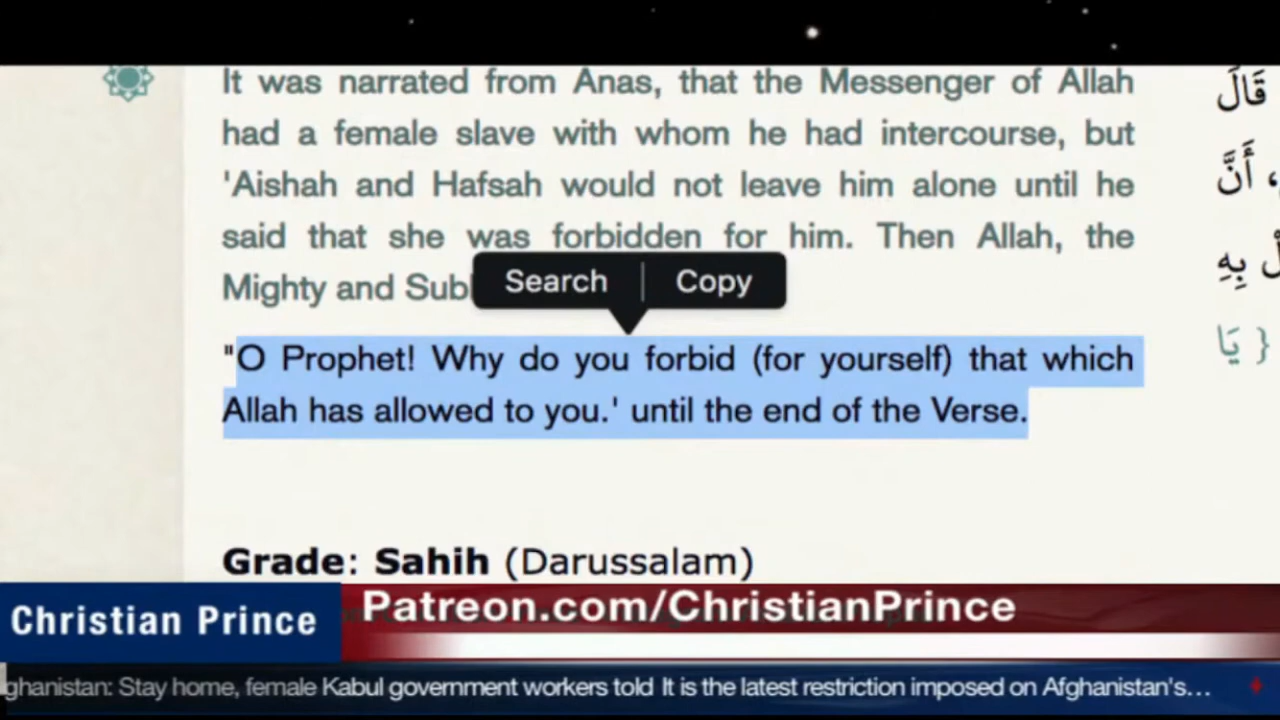 It was narrated from Anas, that the Messenger of Allah
had a female slave with whom he had intercourse, but
'Aishah and Hafsah would not leave him alone until he
said that she was forbidden for him. Then Allah, the
Mighty and
Search
Copy
"O Prophet! Why do you forbid (for yourself) that which
Allah has allowed to you.' until the end of the Verse.
Grade: Sahih (Darussalam)
قَالَ
، أَنَّ
بِهِ
{ يَا
Christian Prince
Patreon.com/ChristianPrince
ghanistan: Stay home, female Kabul government workers told It is the latest restriction imposed on Afghanistan's...